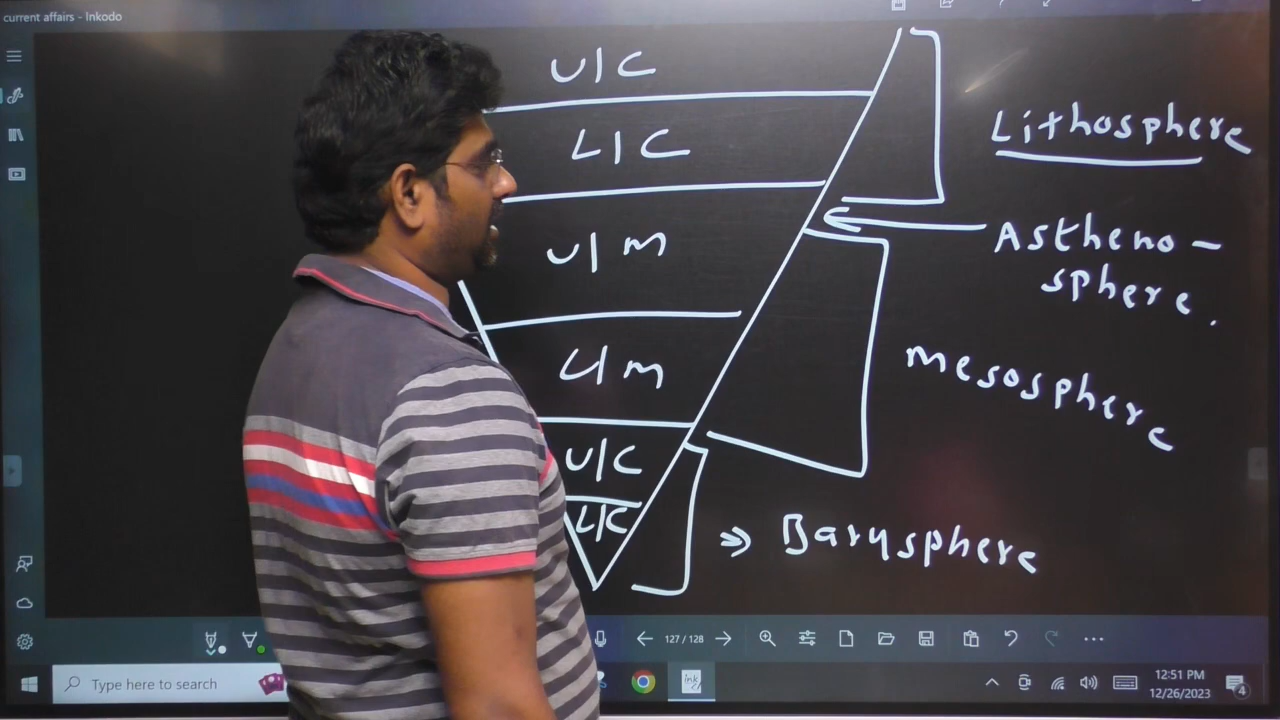 current affairs - Inkodo
U/C
L/C
Lithosphere
U/M
Astheno-
sphere.
L/M
Mesosphere
U/C
L/C
⇒ Barysphere
127 / 128
Type here to search
12:51 PM
12/26/2023
4